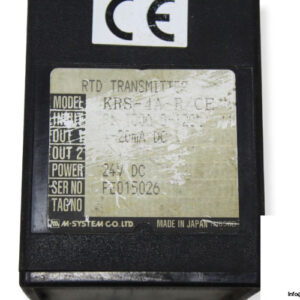 CE
RTD TRANSMITTER
MODEL KRS-4A-R/CE
INPUT
OUT 1 20mA DC
OUT 2
POWER 24V DC
SER NO
TAG NO
M-SYSTEM CO., LTD. MADE IN JAPAN